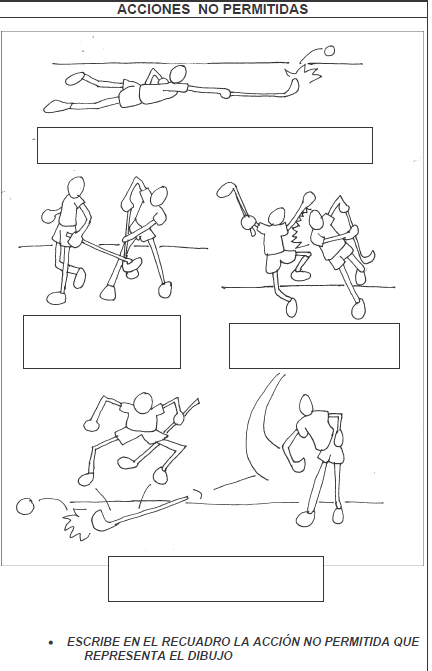 ACCIONES NO PERMITIDAS
• ESCRIBE EN EL RECUADRO LA ACCIÓN NO PERMITIDA QUE
REPRESENTA EL DIBUJO